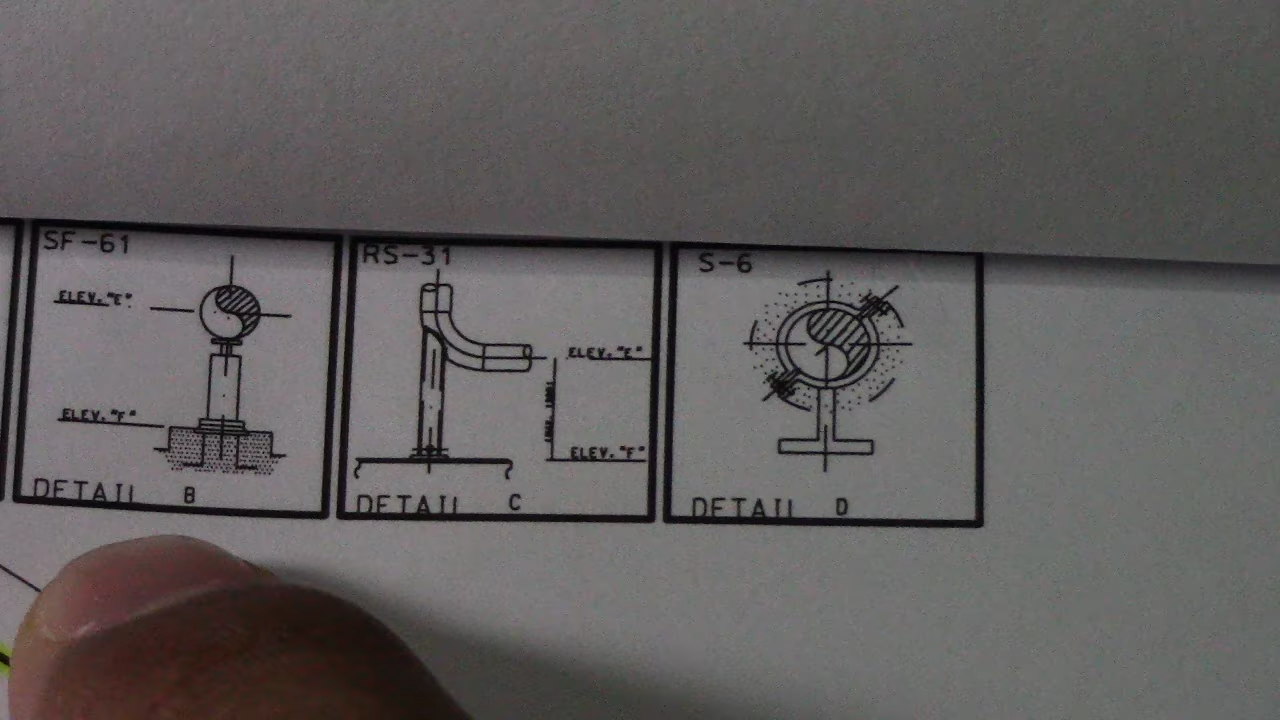 SF-61
ELEV. "E"
ELEV. "F"
DETAIL B
RS-31
ELEV. "E"
ELEV. "F"
DETAIL C
S-6
DETAIL D